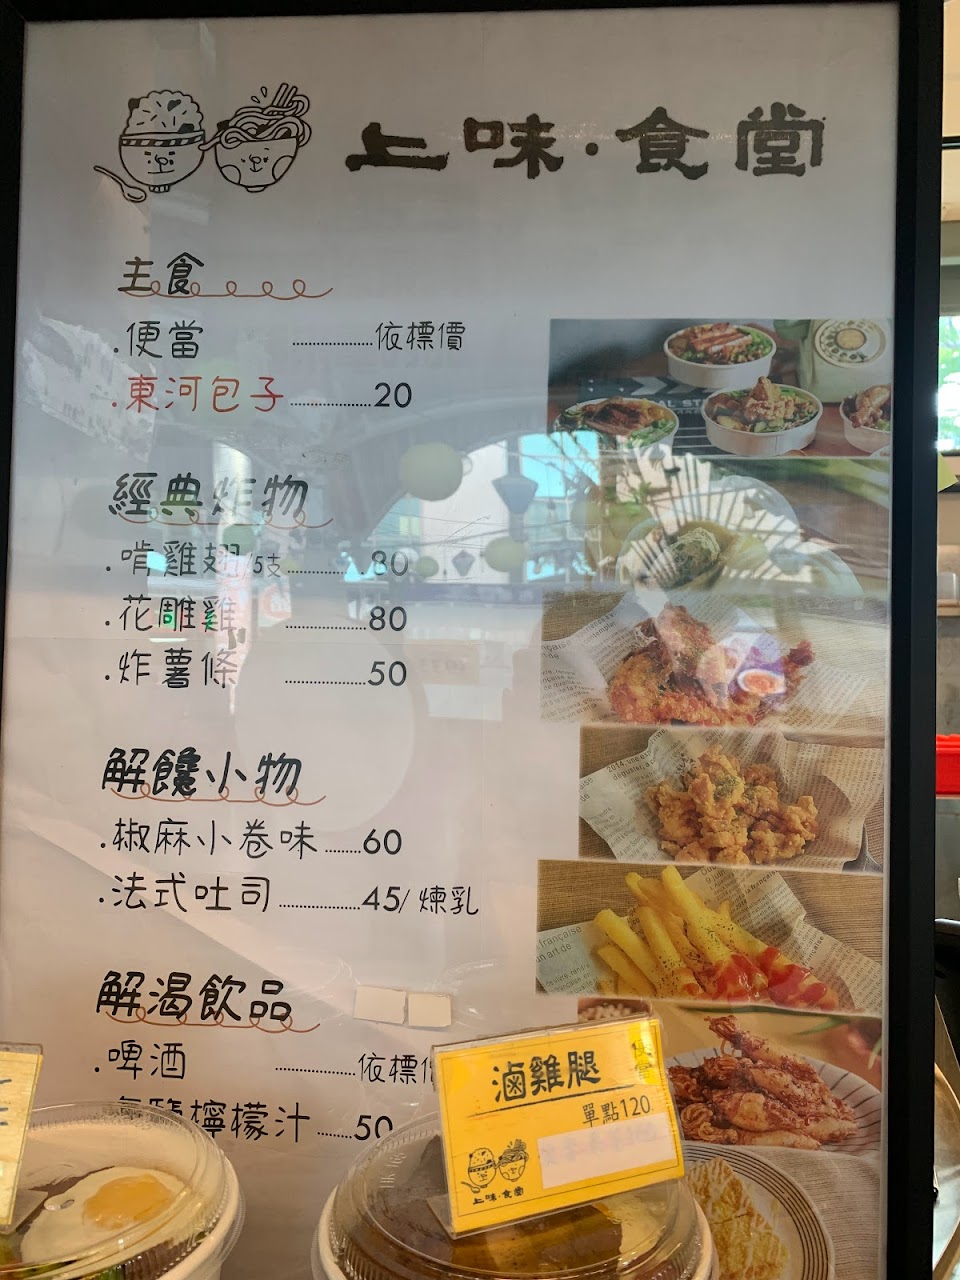 上味·食堂
主食
.便當 ..........依標價
.東河包子 ..........20
經典炸物
.啃雞翅/5支 ..........80
.花雕雞 ..........80
.炸薯條 ..........50
解饞小物
.椒麻小卷味 ........60
.法式吐司 ..........45/煉乳
解渴飲品
.啤酒 ..........依標
檸檬汁 ........50
滷雞腿
便當
單點120
上味·食堂